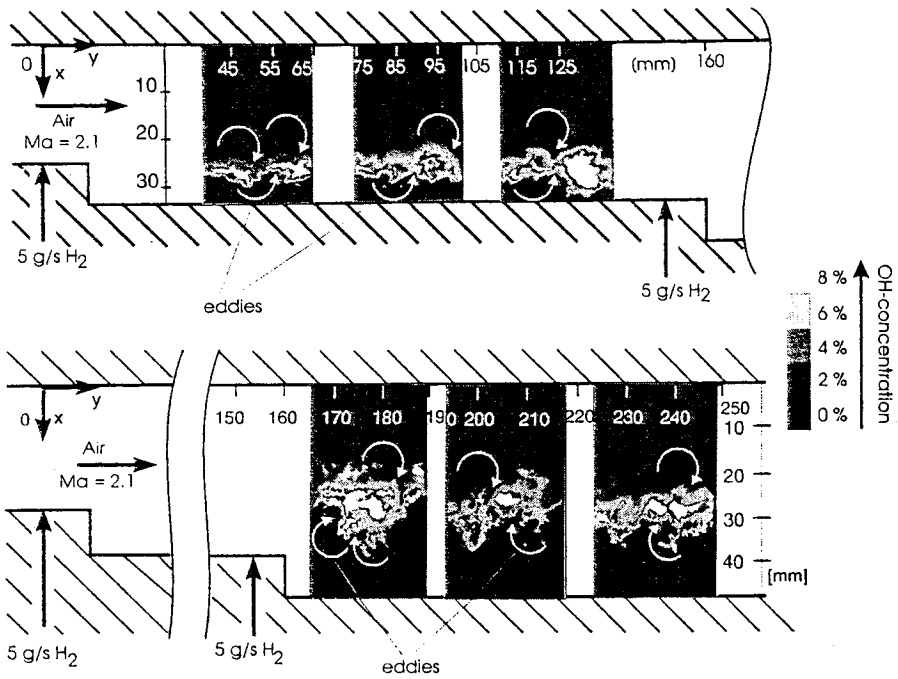 0 y 45 55 65 75 85 95 105 115 125 (mm) 160
x
10
Air
Ma = 2.1
20
30
5 g/s H2
eddies
5 g/s H2
8 %
6 %
4 %
2 %
0 %
OH-concentration
0 y 150 160 170 180 190 200 210 220 230 240 250
x
10
Air
Ma = 2.1
20
30
40
[mm]
5 g/s H2
5 g/s H2
eddies